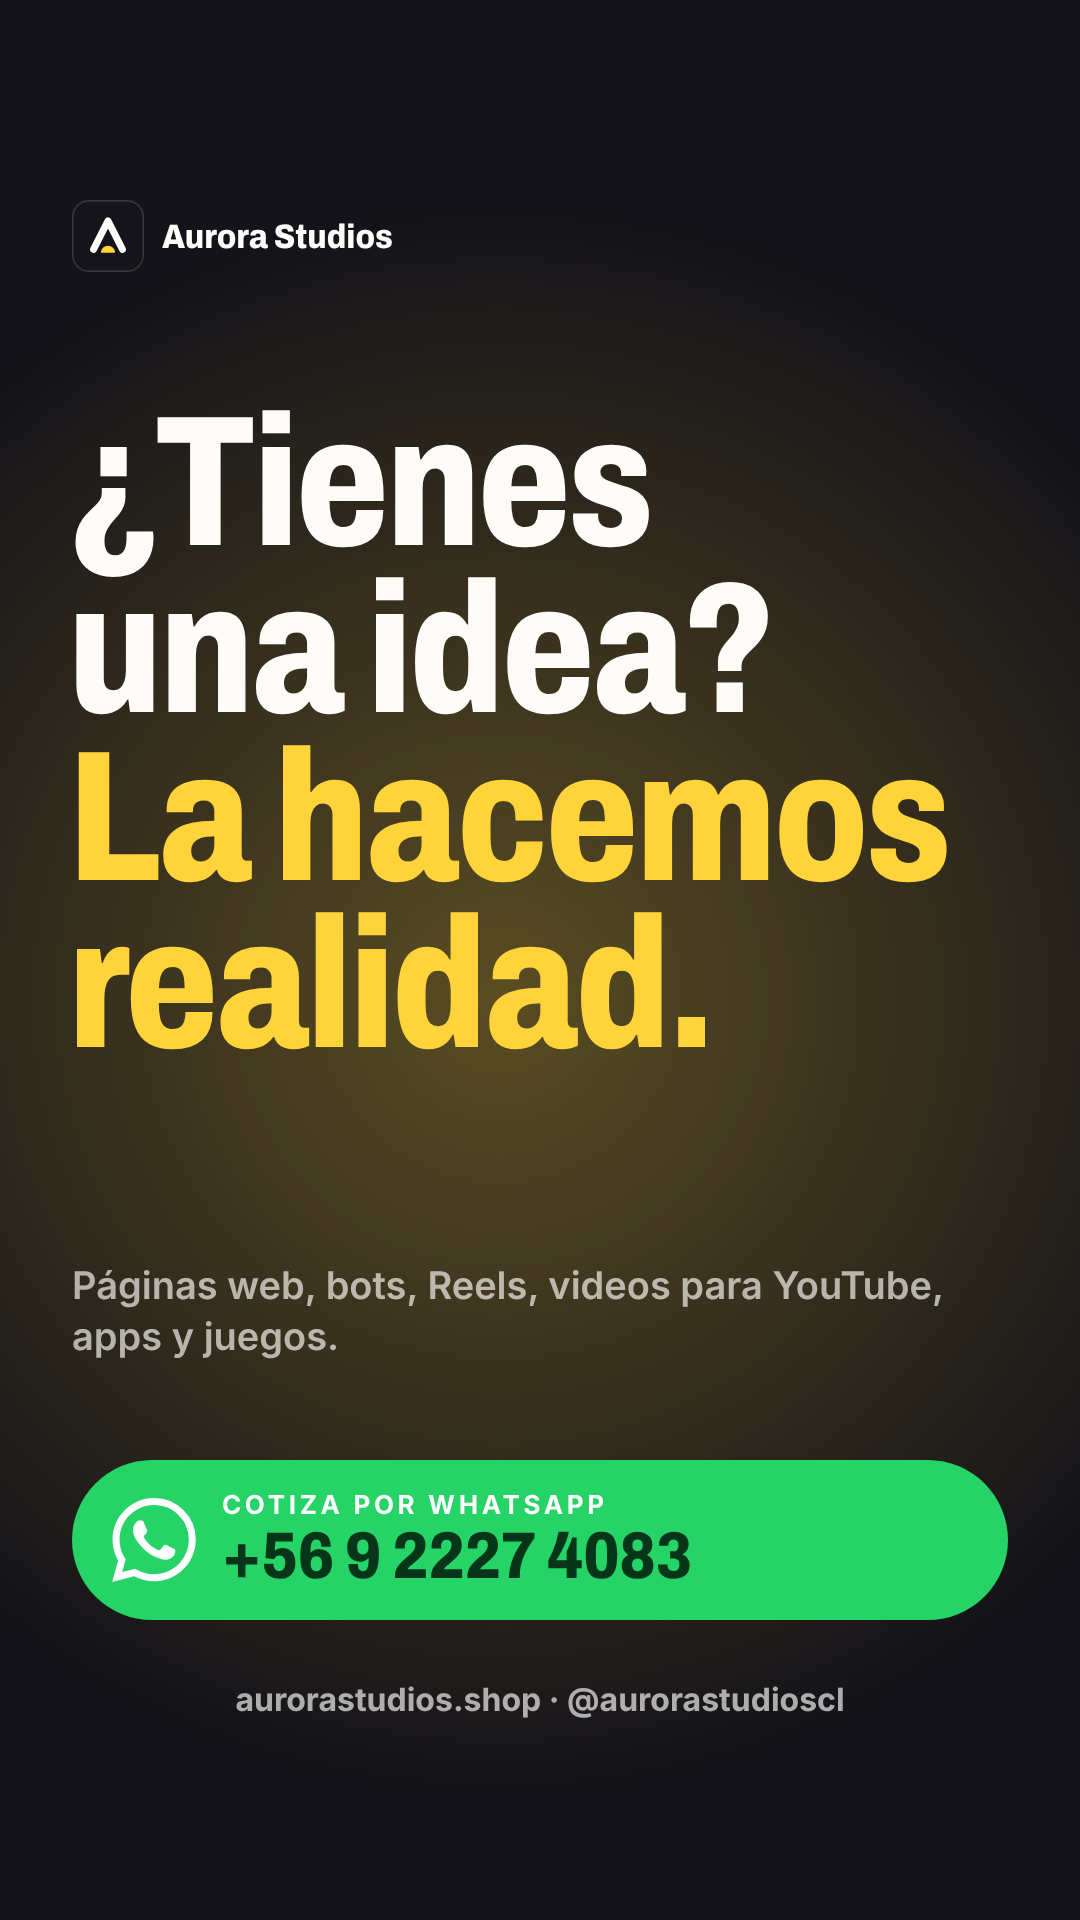 Aurora Studios
¿Tienes
una idea?
La hacemos
realidad.
Páginas web, bots, Reels, videos para YouTube,
apps y juegos.
COTIZA POR WHATSAPP
+56 9 2227 4083
aurorastudios.shop · @aurorastudioscl